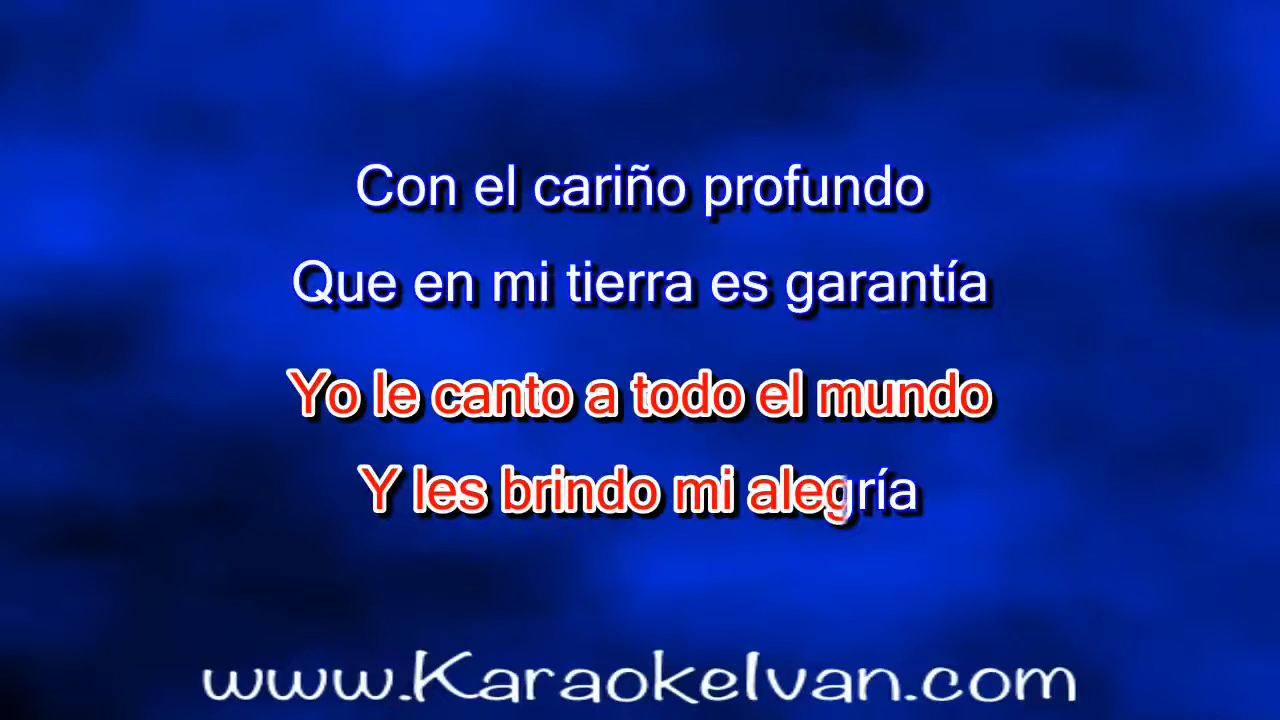 Con el cariño profundo
Que en mi tierra es garantía
Yo le canto a todo el mundo
Y les brindo mi alegría
www.KaraokeIvan.com